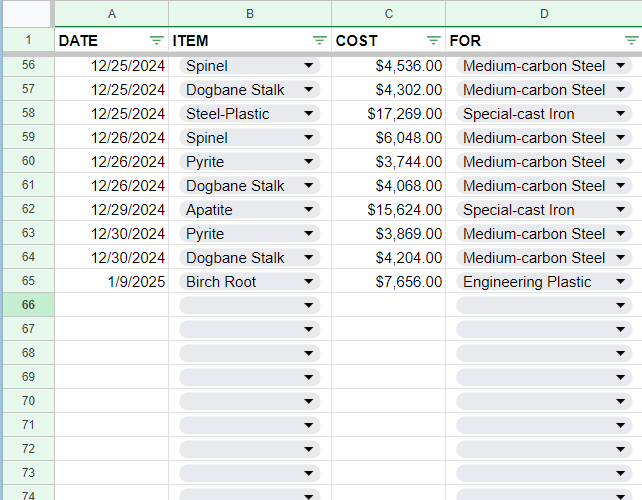 A B C D
1 DATE ITEM COST FOR
56 12/25/2024 Spinel $4,536.00 Medium-carbon Steel
57 12/25/2024 Dogbane Stalk $4,302.00 Medium-carbon Steel
58 12/25/2024 Steel-Plastic $17,269.00 Special-cast Iron
59 12/26/2024 Spinel $6,048.00 Medium-carbon Steel
60 12/26/2024 Pyrite $3,744.00 Medium-carbon Steel
61 12/26/2024 Dogbane Stalk $4,068.00 Medium-carbon Steel
62 12/29/2024 Apatite $15,624.00 Special-cast Iron
63 12/30/2024 Pyrite $3,869.00 Medium-carbon Steel
64 12/30/2024 Dogbane Stalk $4,204.00 Medium-carbon Steel
65 1/9/2025 Birch Root $7,656.00 Engineering Plastic
66
67
68
69
70
71
72
73
74